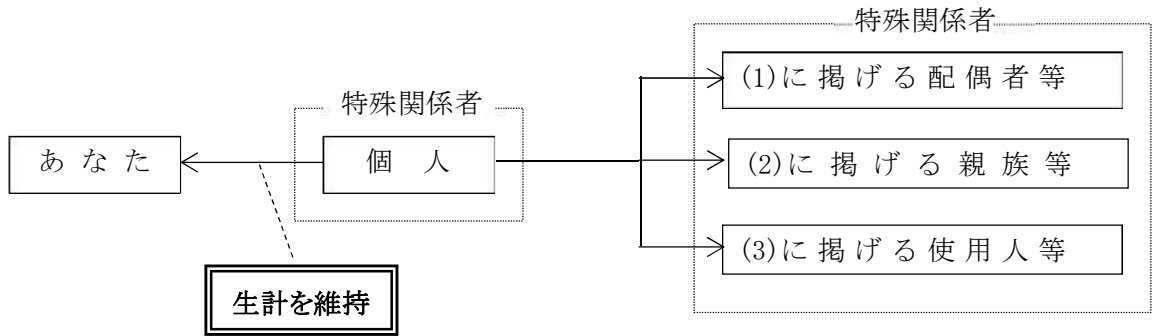 特殊関係者
(1)に掲げる配偶者等
特殊関係者
あなた
個 人
(2)に掲げる親族等
(3)に掲げる使用人等
生計を維持